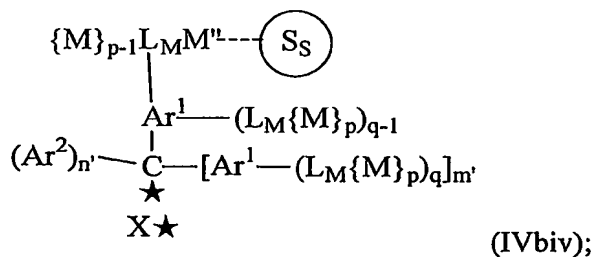 {M}p-1LMM''----SS
Ar¹—(LM{M}p)q-1
(Ar²)n'—C—[Ar¹—(LM{M}p)q]m'
★
X★
(IVbiv);